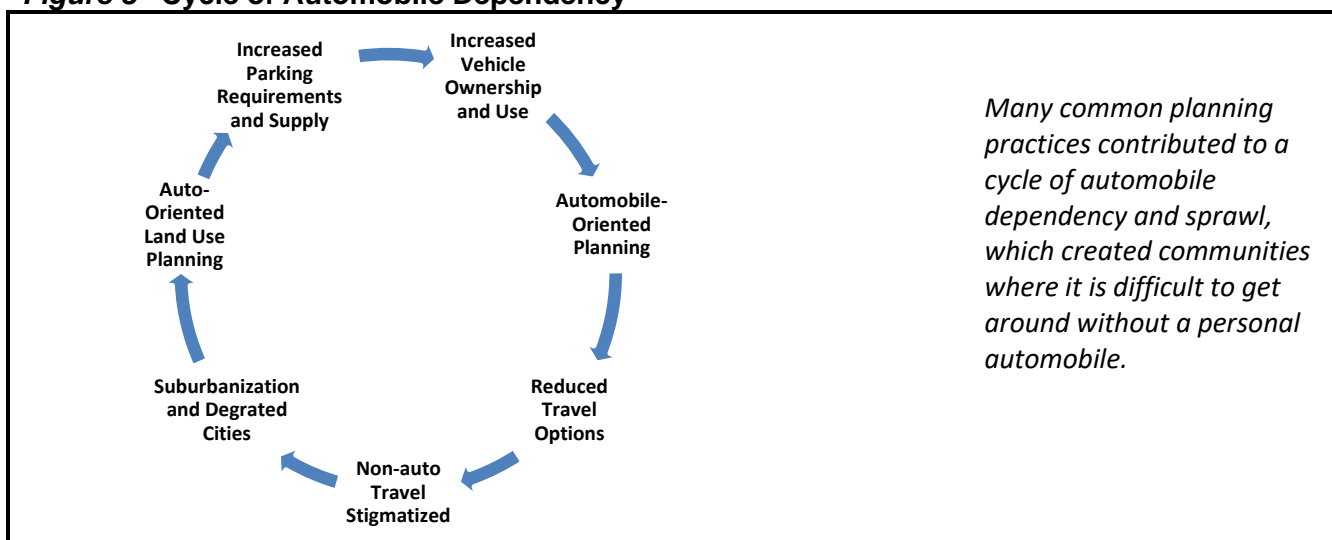 Cycle of Automobile Dependency
Increased
Parking
Requirements
and Supply
Increased
Vehicle
Ownership
and Use
Automobile-
Oriented
Planning
Reduced
Travel
Options
Non-auto
Travel
Stigmatized
Suburbanization
and Degrated
Cities
Auto-
Oriented
Land Use
Planning
Many common planning
practices contributed to a
cycle of automobile
dependency and sprawl,
which created communities
where it is difficult to get
around without a personal
automobile.